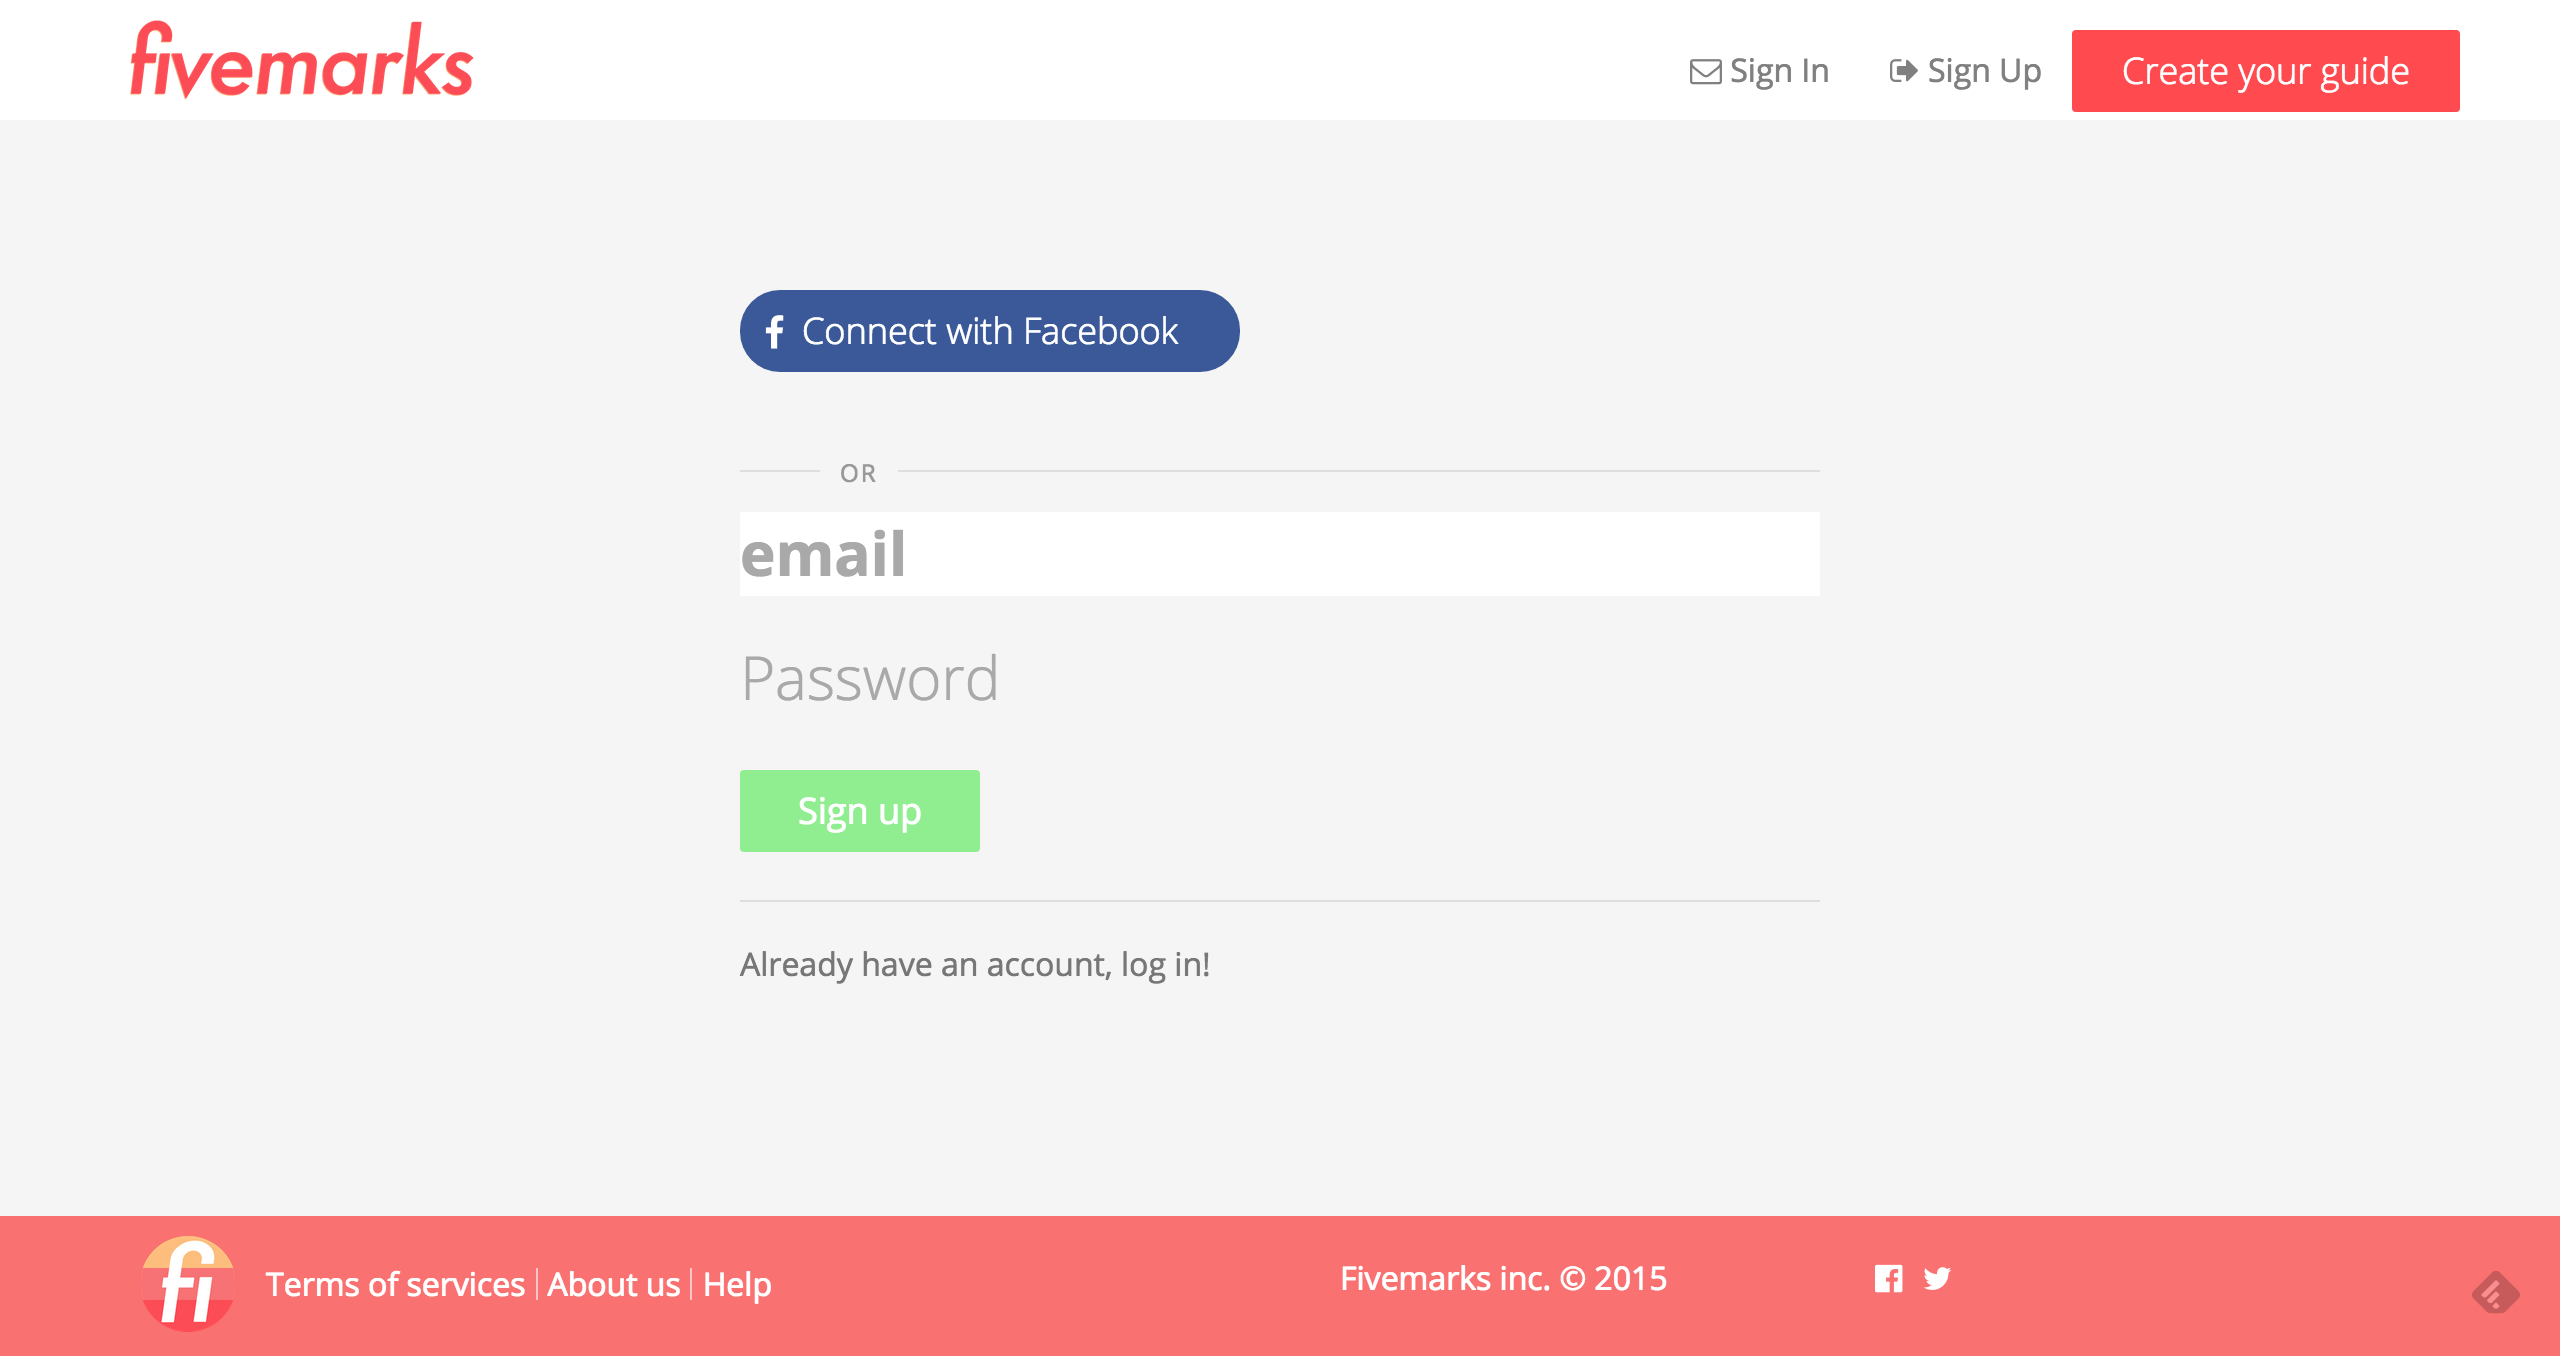 fivemarks
Sign In
Sign Up
Create your guide
Connect with Facebook
OR
email
Password
Sign up
Already have an account, log in!
fi
Terms of services | About us | Help
Fivemarks inc. © 2015